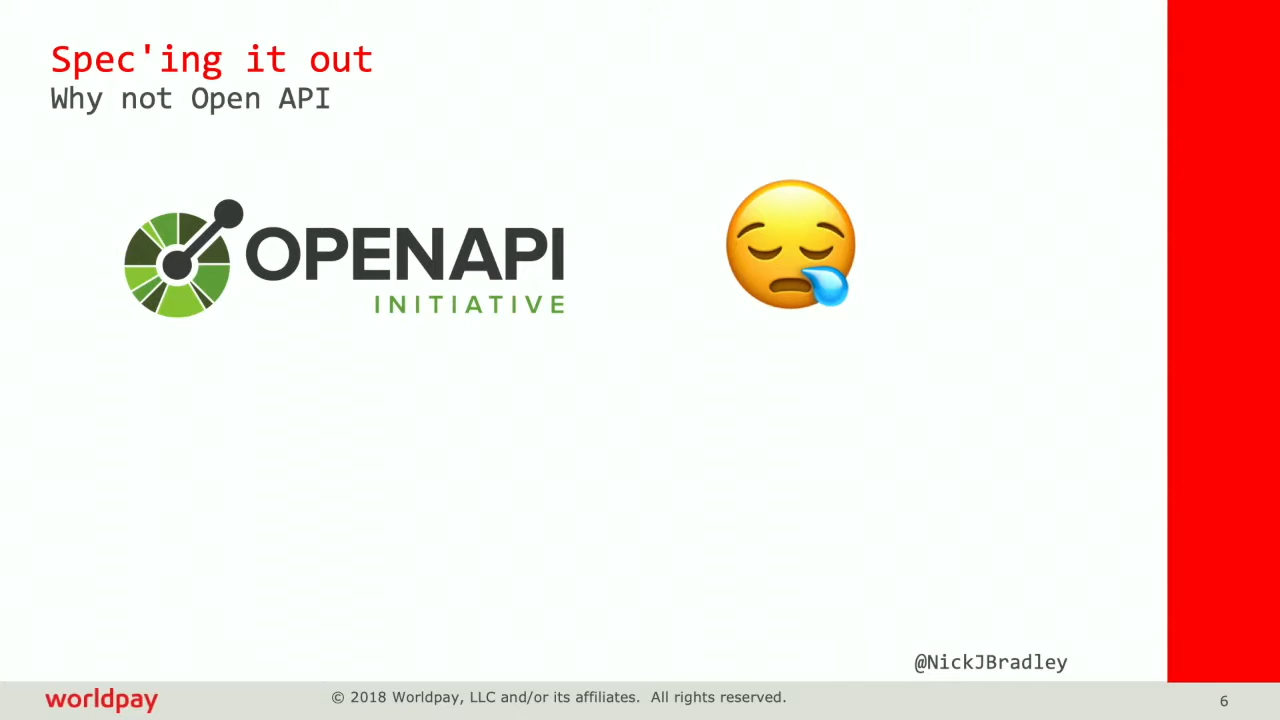 Spec'ing it out
Why not Open API
OPENAPI
INITIATIVE
@NickJBradley
worldpay
© 2018 Worldpay, LLC and/or its affiliates. All rights reserved.
6